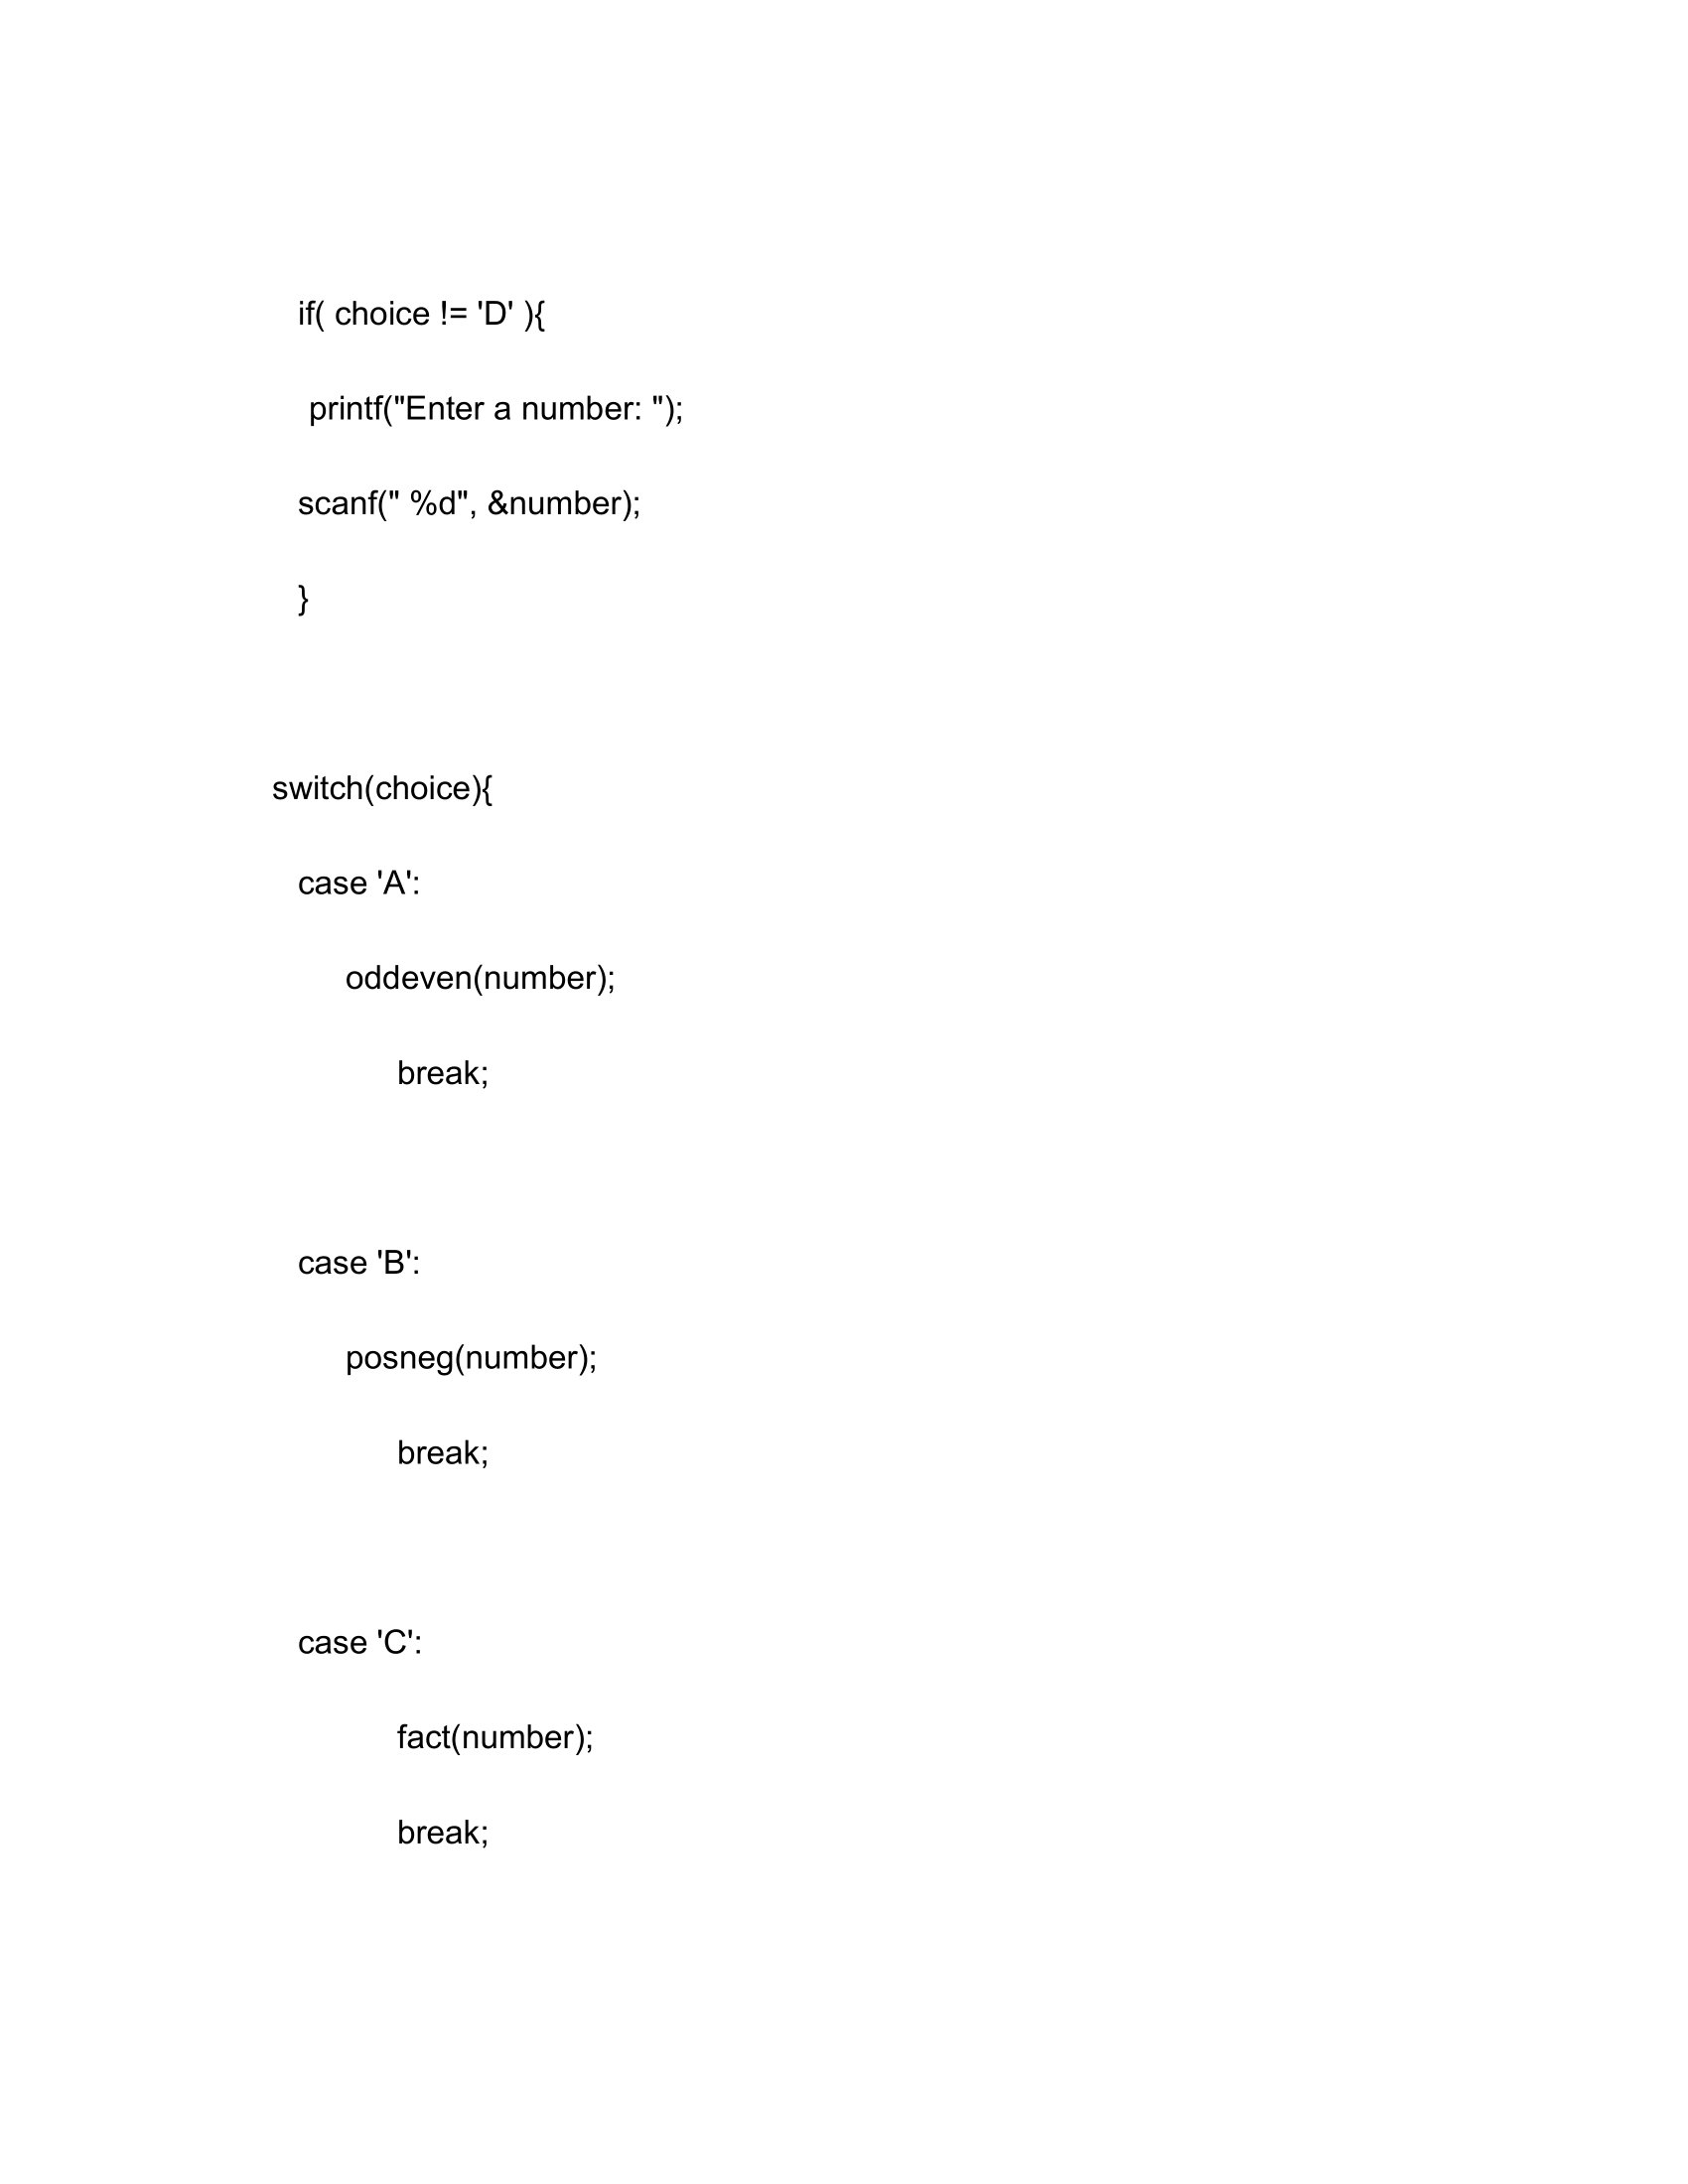 if( choice != 'D' ){
printf("Enter a number: ");
scanf(" %d", &number);
}
switch(choice){
case 'A':
oddeven(number);
break;
case 'B':
posneg(number);
break;
case 'C':
fact(number);
break;